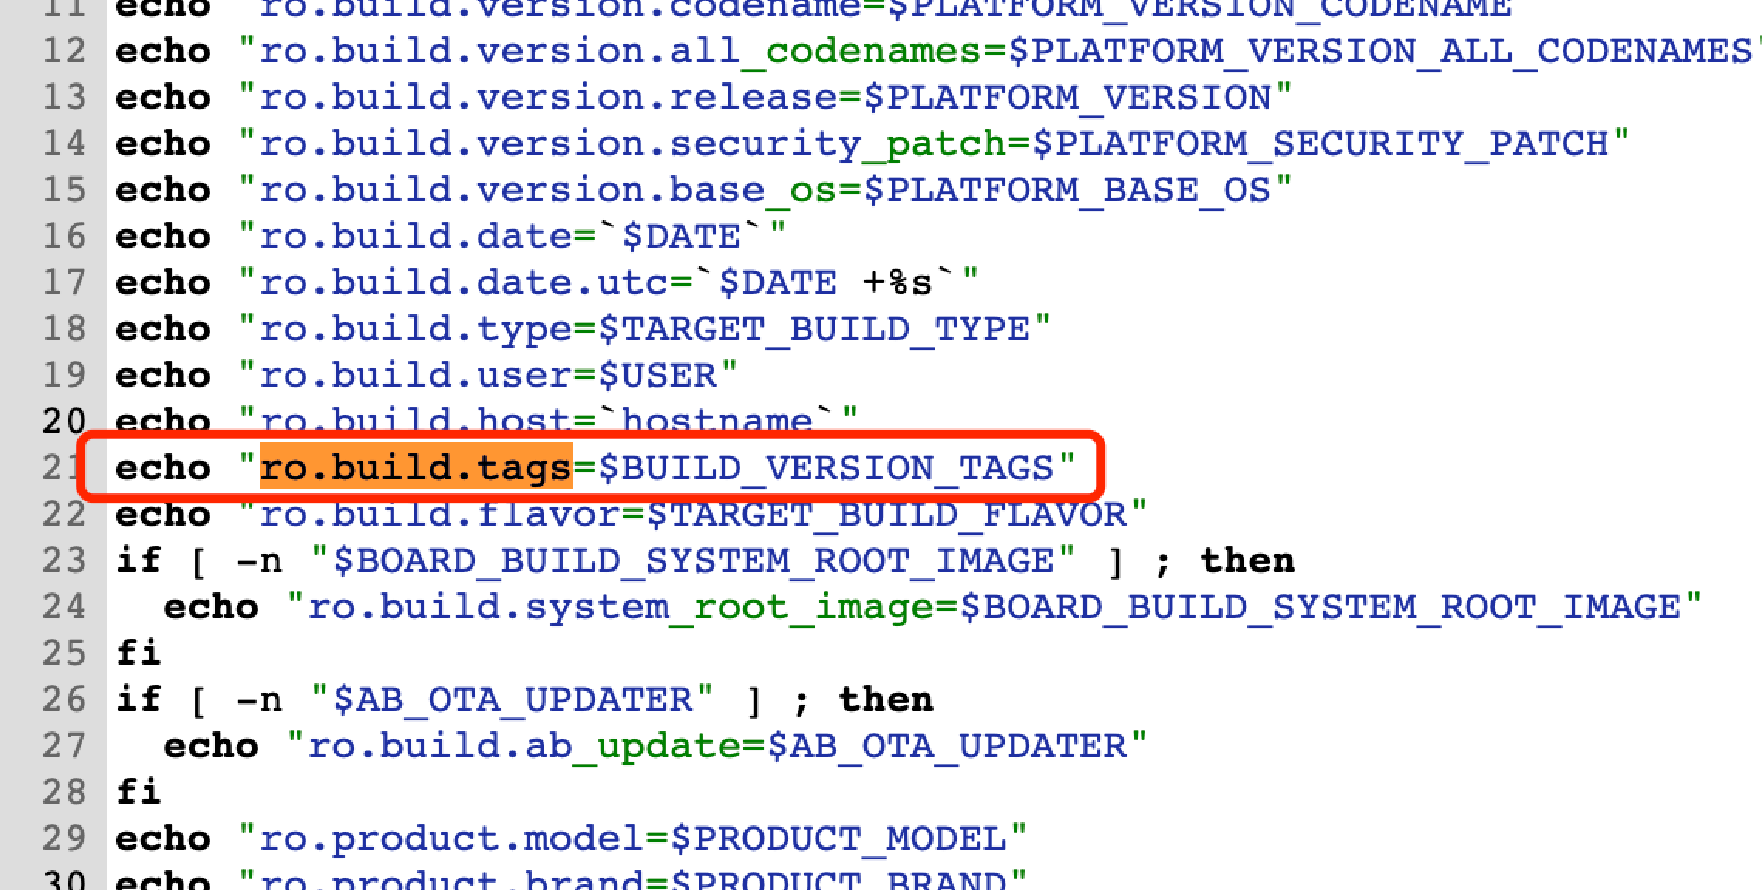 11 echo "ro.build.version.codename=$PLATFORM_VERSION_CODENAME
12 echo "ro.build.version.all_codenames=$PLATFORM_VERSION_ALL_CODENAMES"
13 echo "ro.build.version.release=$PLATFORM_VERSION"
14 echo "ro.build.version.security_patch=$PLATFORM_SECURITY_PATCH"
15 echo "ro.build.version.base_os=$PLATFORM_BASE_OS"
16 echo "ro.build.date=`$DATE`"
17 echo "ro.build.date.utc=`$DATE +%s`"
18 echo "ro.build.type=$TARGET_BUILD_TYPE"
19 echo "ro.build.user=$USER"
20 echo "ro.build.host=`hostname`"
21 echo "ro.build.tags=$BUILD_VERSION_TAGS"
22 echo "ro.build.flavor=$TARGET_BUILD_FLAVOR"
23 if [ -n "$BOARD_BUILD_SYSTEM_ROOT_IMAGE" ] ; then
24   echo "ro.build.system_root_image=$BOARD_BUILD_SYSTEM_ROOT_IMAGE"
25 fi
26 if [ -n "$AB_OTA_UPDATER" ] ; then
27   echo "ro.build.ab_update=$AB_OTA_UPDATER"
28 fi
29 echo "ro.product.model=$PRODUCT_MODEL"
30 echo "ro.product.brand=$PRODUCT_BRAND"